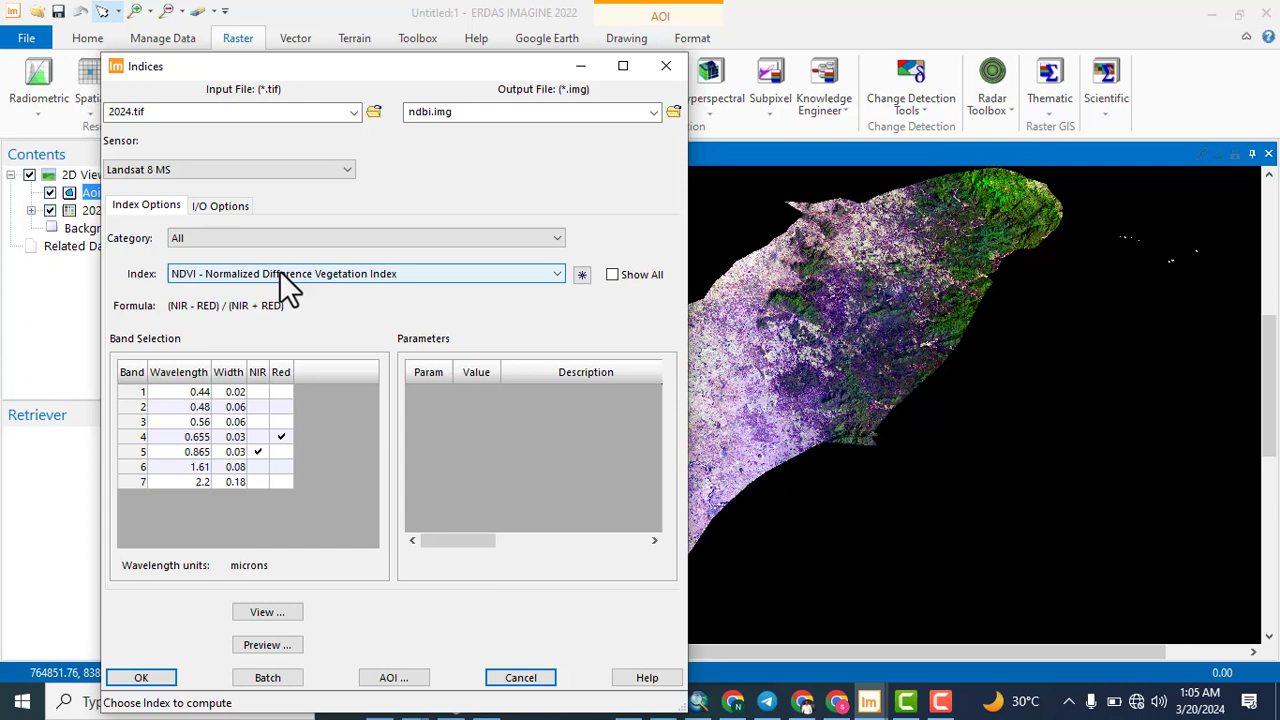 Untitled:1 - ERDAS IMAGINE 2022
AOI
File
Home
Manage Data
Raster
Vector
Terrain
Toolbox
Help
Google Earth
Drawing
Format
Im Indices
Radiometric
Hyperspectral
Subpixel
Knowledge
Engineer
Change Detection
Tools
Radar
Toolbox
Thematic
Scientific
Change Detection
Raster GIS
Input File: (*.tif)
Output File: (*.img)
2024.tif
ndbi.img
Sensor:
Landsat 8 MS
Index Options
I/O Options
Category:
All
Index:
NDVI - Normalized Difference Vegetation Index
Show All
Formula:
(NIR - RED) / (NIR + RED)
Band Selection
Parameters
Band Wavelength Width NIR Red
1 0.44 0.02
2 0.48 0.06
3 0.56 0.06
4 0.655 0.03
5 0.865 0.03
6 1.61 0.08
7 2.2 0.18
Param Value Description
Wavelength units: microns
View ...
Preview ...
OK
Batch
AOI ...
Cancel
Help
Choose Index to compute
Contents
2D
Related
Retriever
0.00
30°C
1:05 AM
3/20/2024